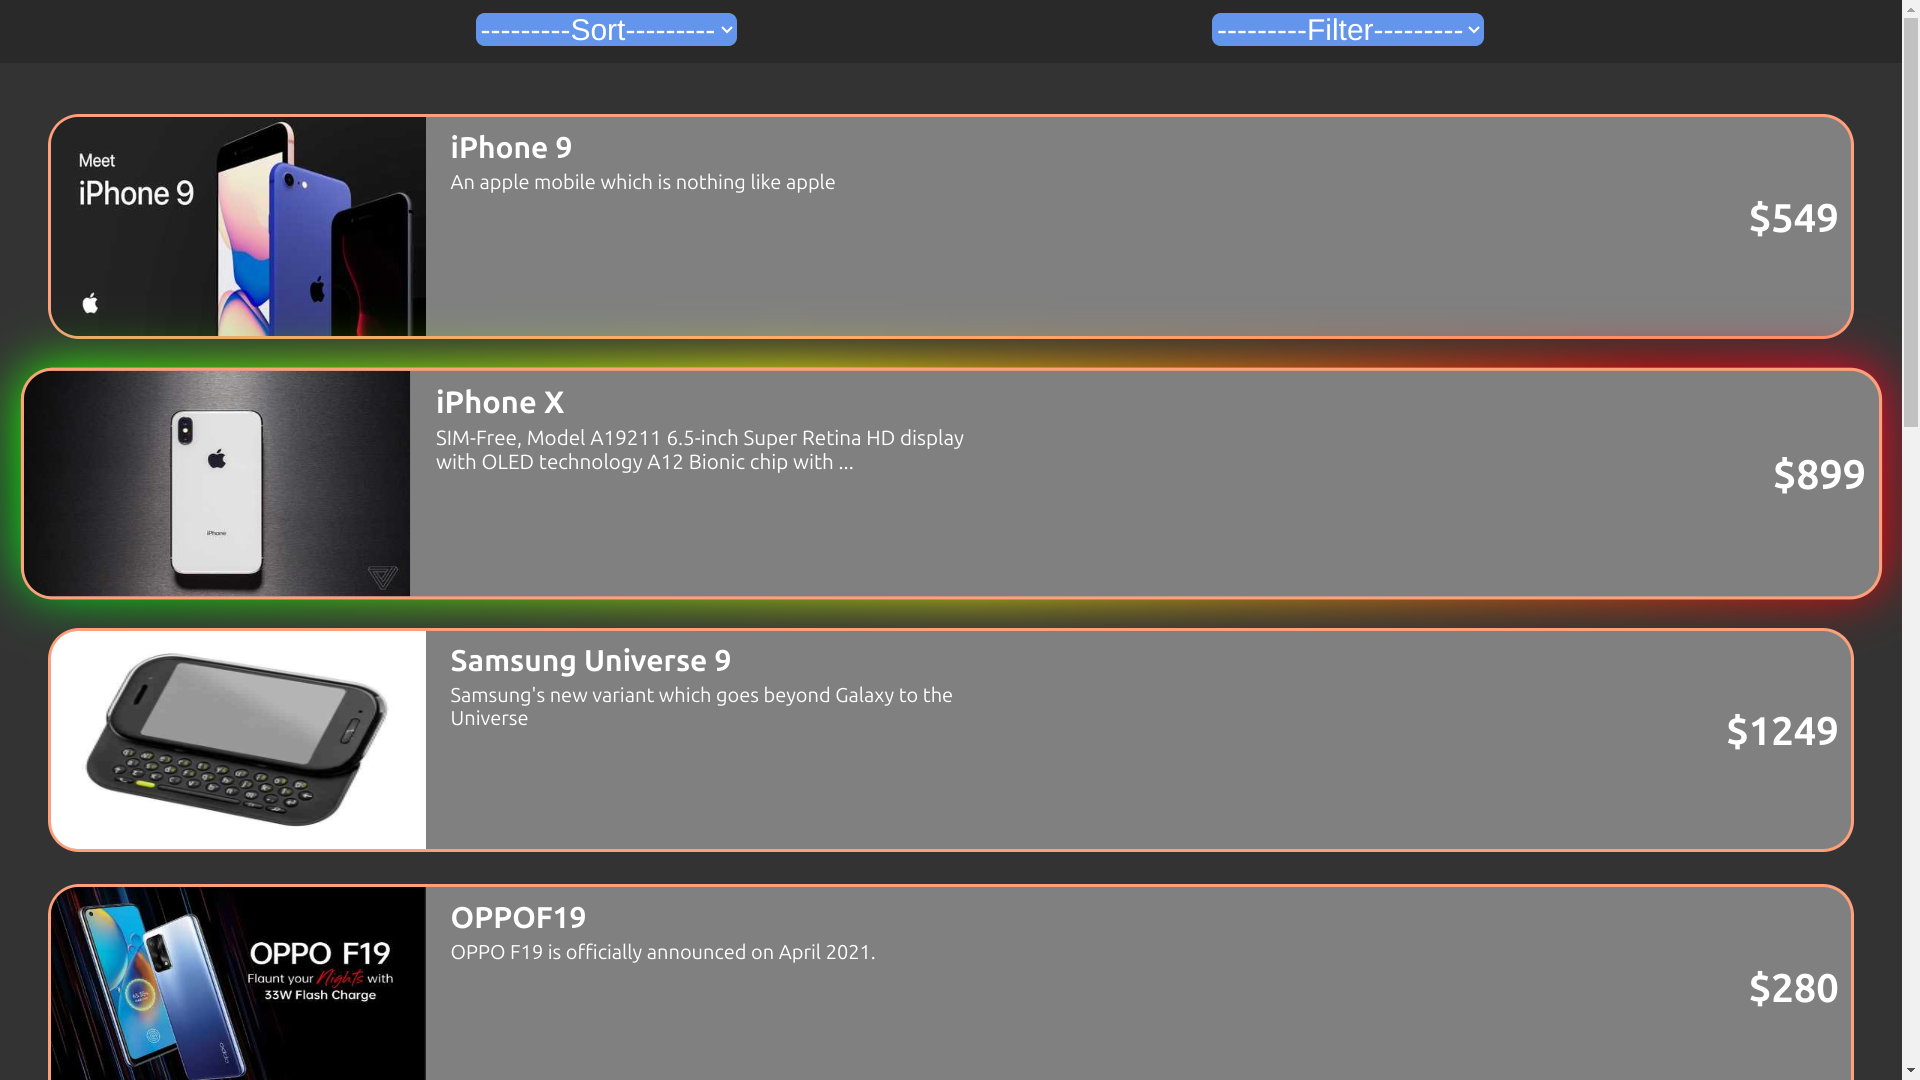 ---------Sort---------
---------Filter---------
Meet
iPhone 9
iPhone 9
An apple mobile which is nothing like apple
$549
iPhone
iPhone X
SIM-Free, Model A19211 6.5-inch Super Retina HD display
with OLED technology A12 Bionic chip with ...
$899
Samsung Universe 9
Samsung's new variant which goes beyond Galaxy to the
Universe
$1249
OPPO F19
Flaunt your Nights with
33W Flash Charge
OPPOF19
OPPO F19 is officially announced on April 2021.
$280